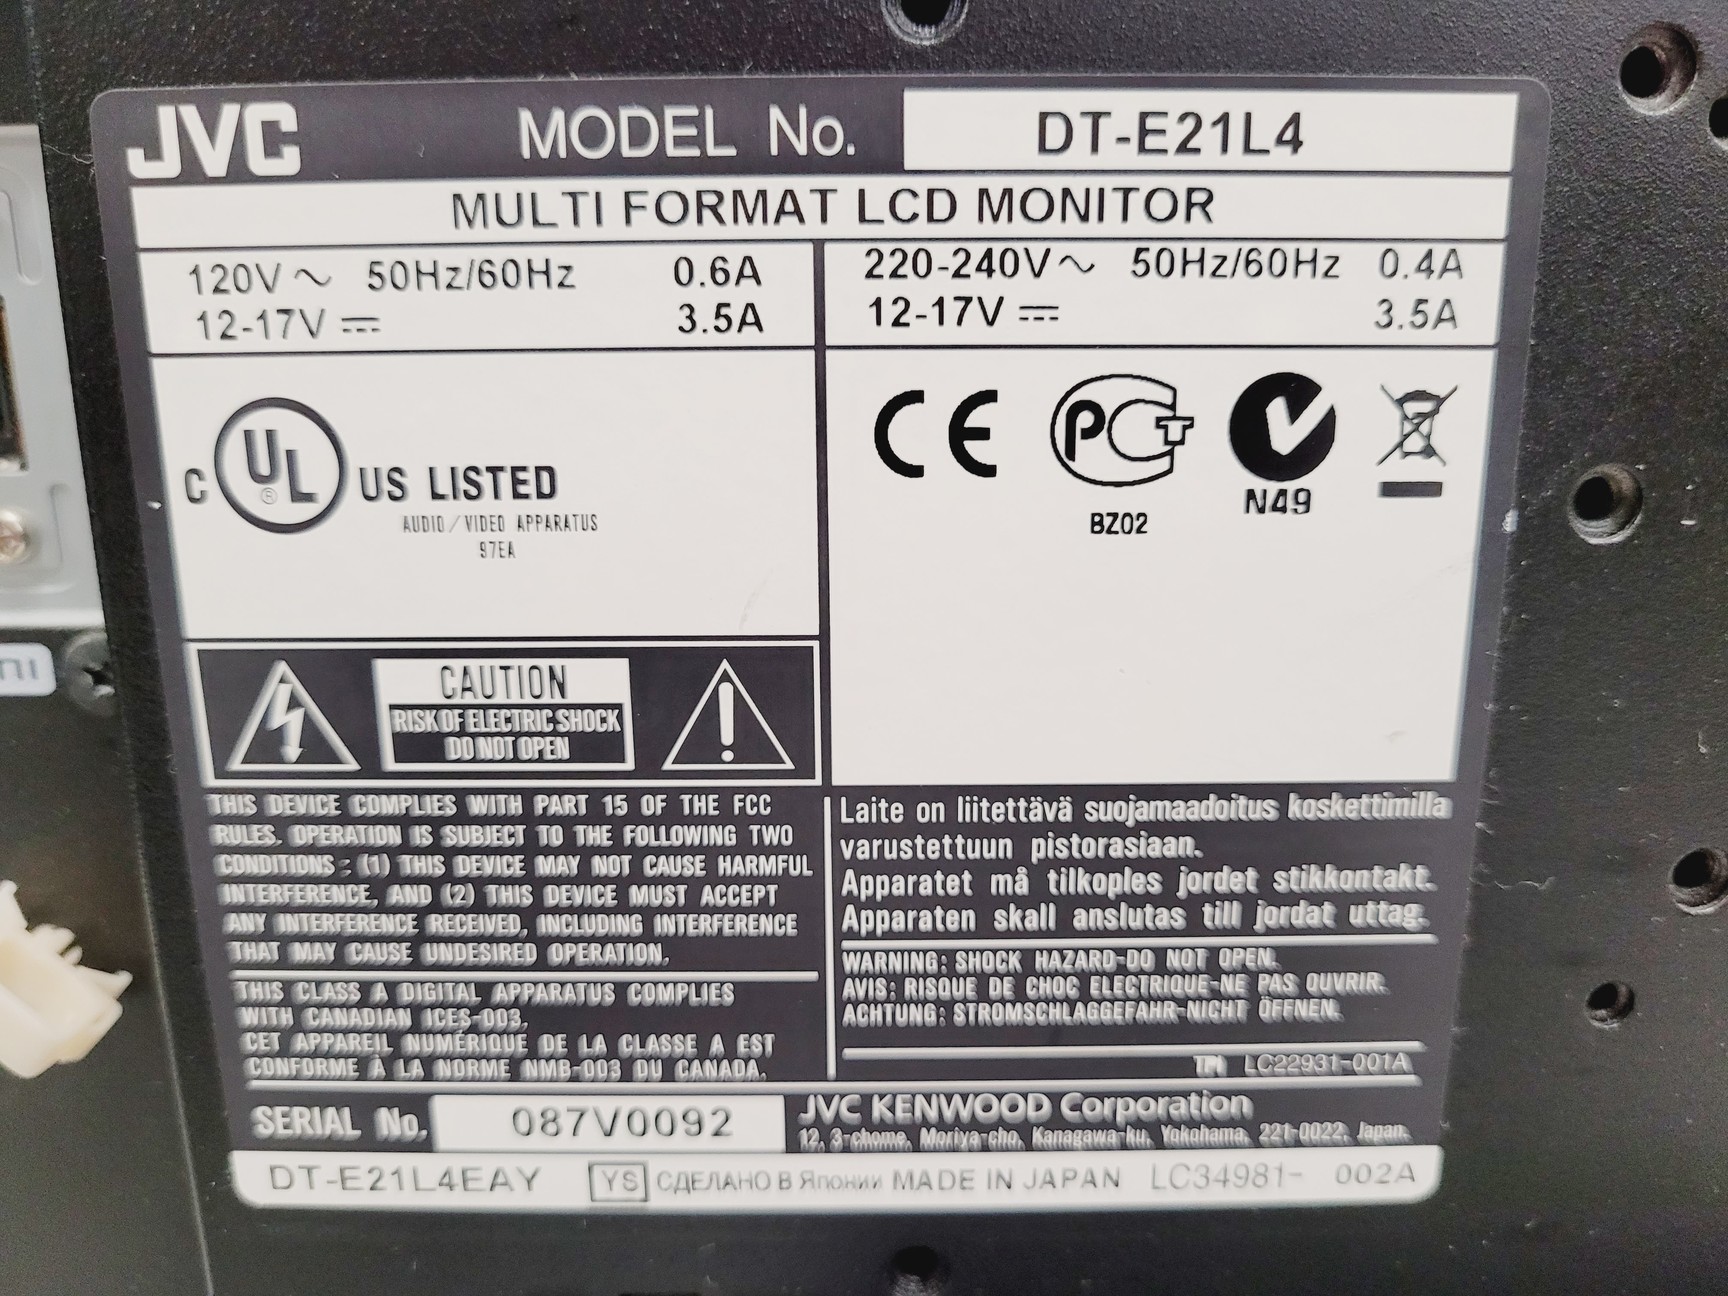 JVC MODEL No. DT-E21L4
MULTI FORMAT LCD MONITOR
120V ~ 50Hz/60Hz 0.6A
12-17V ⎓ 3.5A
220-240V ~ 50Hz/60Hz 0.4A
12-17V ⎓ 3.5A
C UL ® US LISTED
AUDIO/VIDEO APPARATUS
97EA
CE PCT
BZ02
N49
CAUTION
RISK OF ELECTRIC SHOCK
DO NOT OPEN
THIS DEVICE COMPLIES WITH PART 15 OF THE FCC
RULES. OPERATION IS SUBJECT TO THE FOLLOWING TWO
CONDITIONS : (1) THIS DEVICE MAY NOT CAUSE HARMFUL
INTERFERENCE, AND (2) THIS DEVICE MUST ACCEPT
ANY INTERFERENCE RECEIVED, INCLUDING INTERFERENCE
THAT MAY CAUSE UNDESIRED OPERATION.
THIS CLASS A DIGITAL APPARATUS COMPLIES
WITH CANADIAN ICES-003.
CET APPAREIL NUMÉRIQUE DE LA CLASSE A EST
CONFORME À LA NORME NMB-003 DU CANADA.
Laite on liitettävä suojamaadoitus koskettimilla
varustettuun pistorasiaan.
Apparatet må tilkoples jordet stikkontakt.
Apparaten skall anslutas till jordat uttag.
WARNING: SHOCK HAZARD-DO NOT OPEN.
AVIS: RISQUE DE CHOC ELECTRIQUE-NE PAS OUVRIR.
ACHTUNG: STROMSCHLAGGEFAHR-NICHT ÖFFNEN.
LC22931-001A
SERIAL No. 087V0092
JVC KENWOOD Corporation
12, 3-chome, Moriya-cho, Kanagawa-ku, Yokohama, 221-0022, Japan.
DT-E21L4EAY YS СДЕЛАНО В Японии MADE IN JAPAN LC34981- 002A